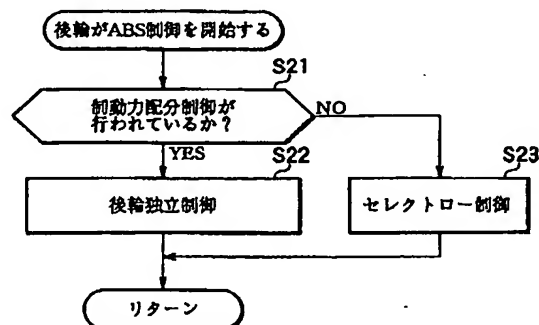 後輪がABS制御を開始する
S21
制動力配分制御が
行われているか？
NO
YES
S22
S23
後輪独立制御
セレクトロー制御
リターン